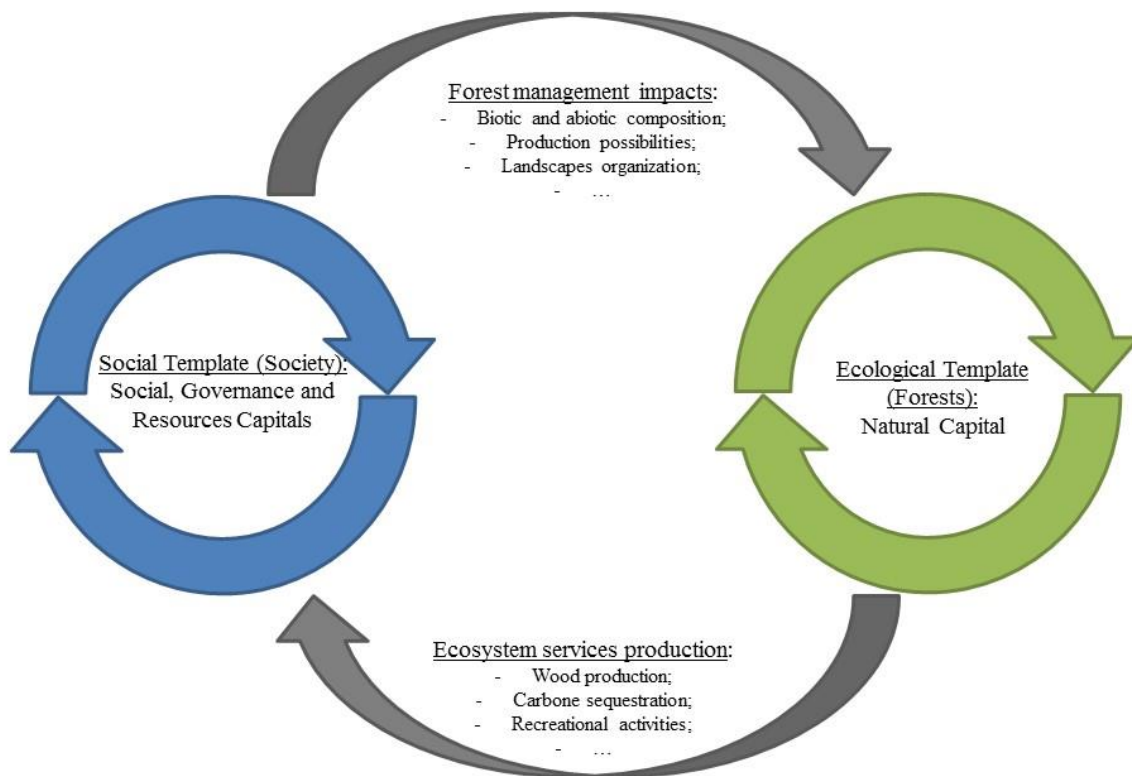 Forest management impacts:
- Biotic and abiotic composition;
- Production possibilities;
- Landscapes organization;
- ...
Social Template (Society):
Social, Governance and
Resources Capitals
Ecological Template
(Forests):
Natural Capital
Ecosystem services production:
- Wood production;
- Carbone sequestration;
- Recreational activities;
- ...